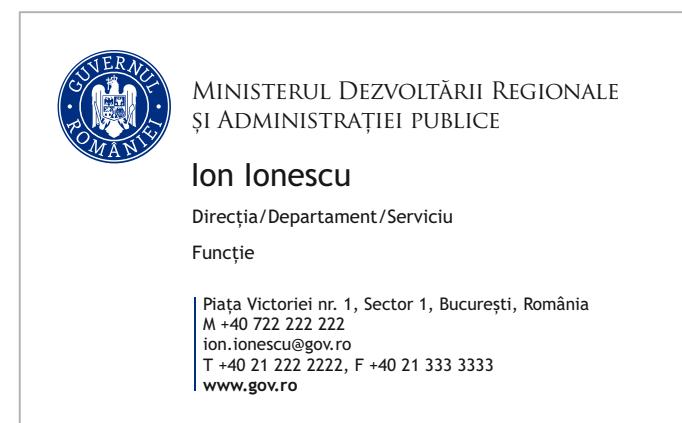 GUVERNUL ROMÂNIEI
Ministerul Dezvoltării Regionale
și Administrației publice
Ion Ionescu
Direcția/Departament/Serviciu
Funcție
Piața Victoriei nr. 1, Sector 1, București, România
M +40 722 222 222
ion.ionescu@gov.ro
T +40 21 222 2222, F +40 21 333 3333
www.gov.ro